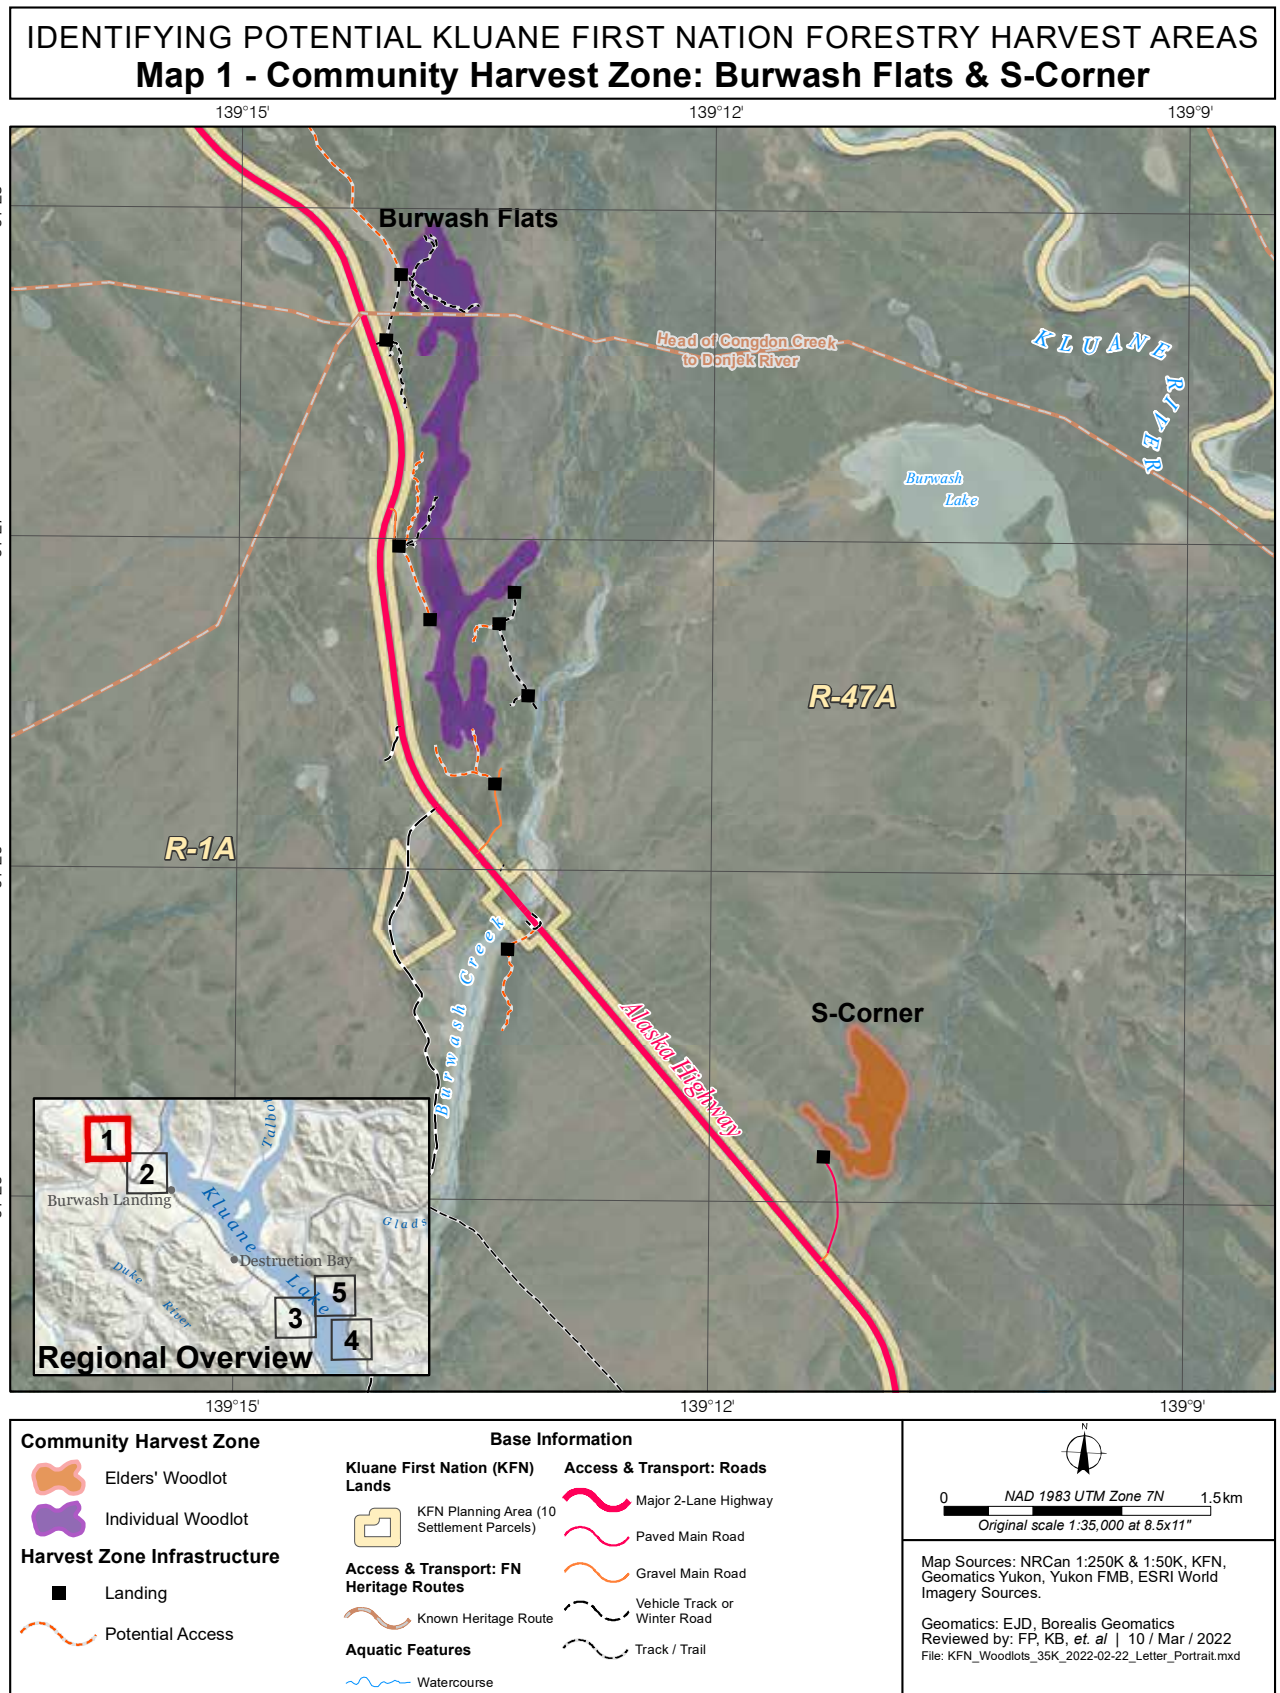 IDENTIFYING POTENTIAL KLUANE FIRST NATION FORESTRY HARVEST AREAS
Map 1 - Community Harvest Zone: Burwash Flats & S-Corner
139°15' 139°12' 139°9'
Burwash Flats
Head of Congdon Creek
to Donjek River
KLUANE
RIVER
Burwash
Lake
R-47A
R-1A
Burwash Creek
Alaska Highway
S-Corner
1
2
Burwash Landing
Kluane
Lake
Destruction Bay
Duke
River
5
3
4
Regional Overview
139°15' 139°12' 139°9'
Community Harvest Zone
Elders' Woodlot
Individual Woodlot
Harvest Zone Infrastructure
Landing
Potential Access
Base Information
Kluane First Nation (KFN)
Lands
KFN Planning Area (10
Settlement Parcels)
Access & Transport: FN
Heritage Routes
Known Heritage Route
Aquatic Features
Watercourse
Access & Transport: Roads
Major 2-Lane Highway
Paved Main Road
Gravel Main Road
Vehicle Track or
Winter Road
Track / Trail
N
0 NAD 1983 UTM Zone 7N 1.5 km
Original scale 1:35,000 at 8.5x11"
Map Sources: NRCan 1:250K & 1:50K, KFN,
Geomatics Yukon, Yukon FMB, ESRI World
Imagery Sources.
Geomatics: EJD, Borealis Geomatics
Reviewed by: FP, KB, et. al | 10 / Mar / 2022
File: KFN_Woodlots_35K_2022-02-22_Letter_Portrait.mxd